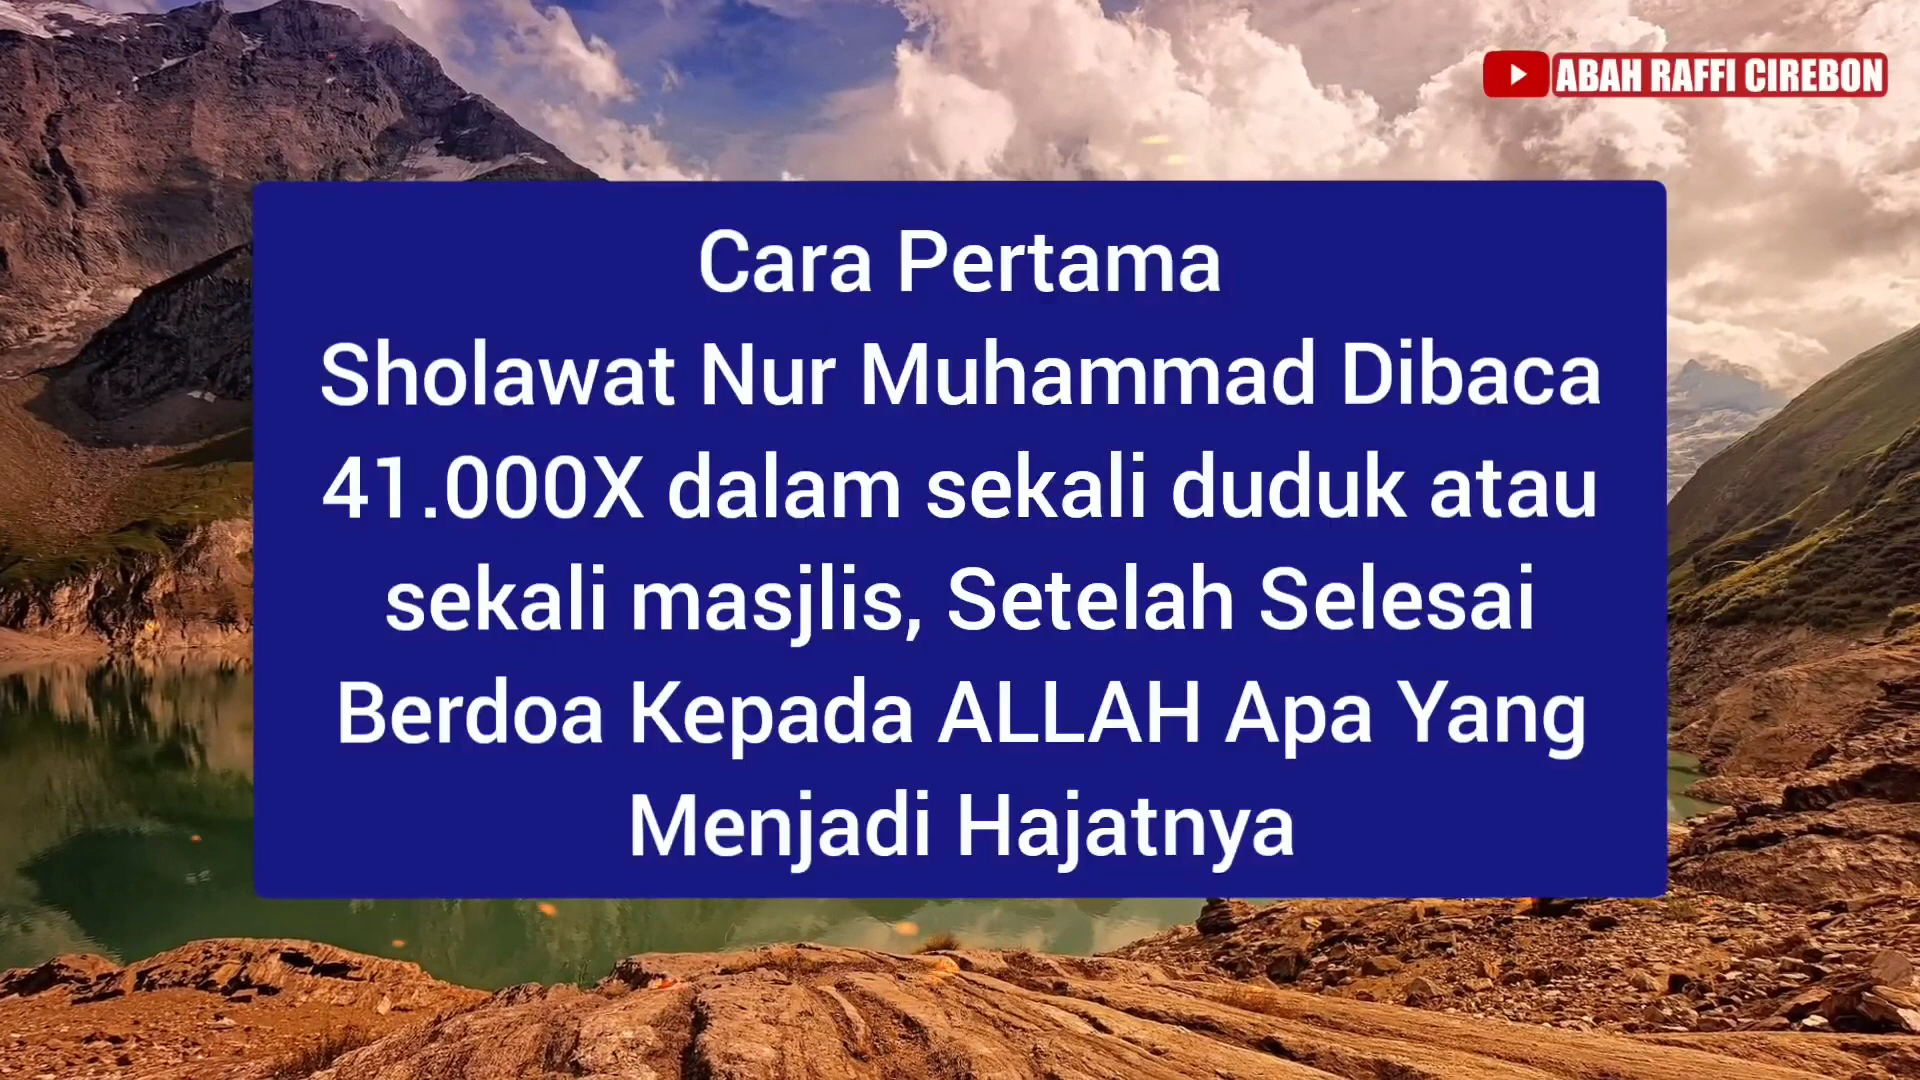 ABAH RAFFI CIREBON
Cara Pertama
Sholawat Nur Muhammad Dibaca
41.000X dalam sekali duduk atau
sekali masjlis, Setelah Selesai
Berdoa Kepada ALLAH Apa Yang
Menjadi Hajatnya